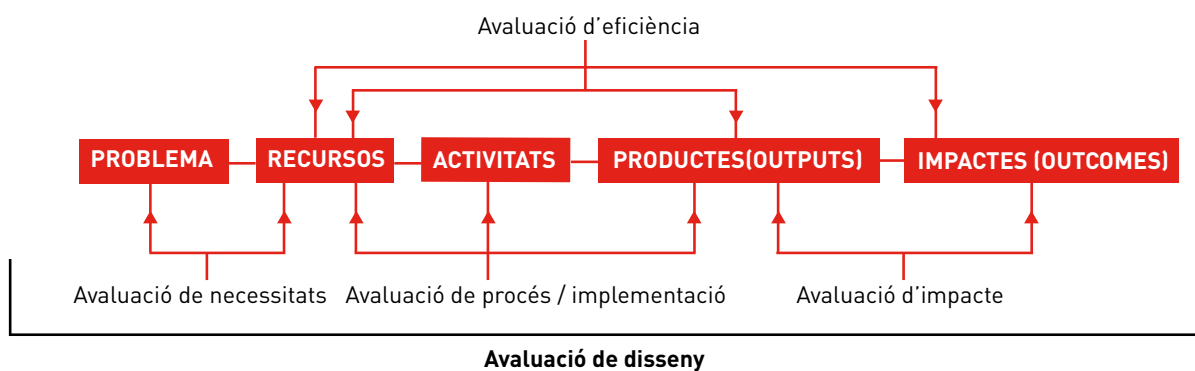 Avaluació d’eficiència
PROBLEMA
RECURSOS
ACTIVITATS
PRODUCTES(OUTPUTS)
IMPACTES (OUTCOMES)
Avaluació de necessitats
Avaluació de procés / implementació
Avaluació d’impacte
Avaluació de disseny